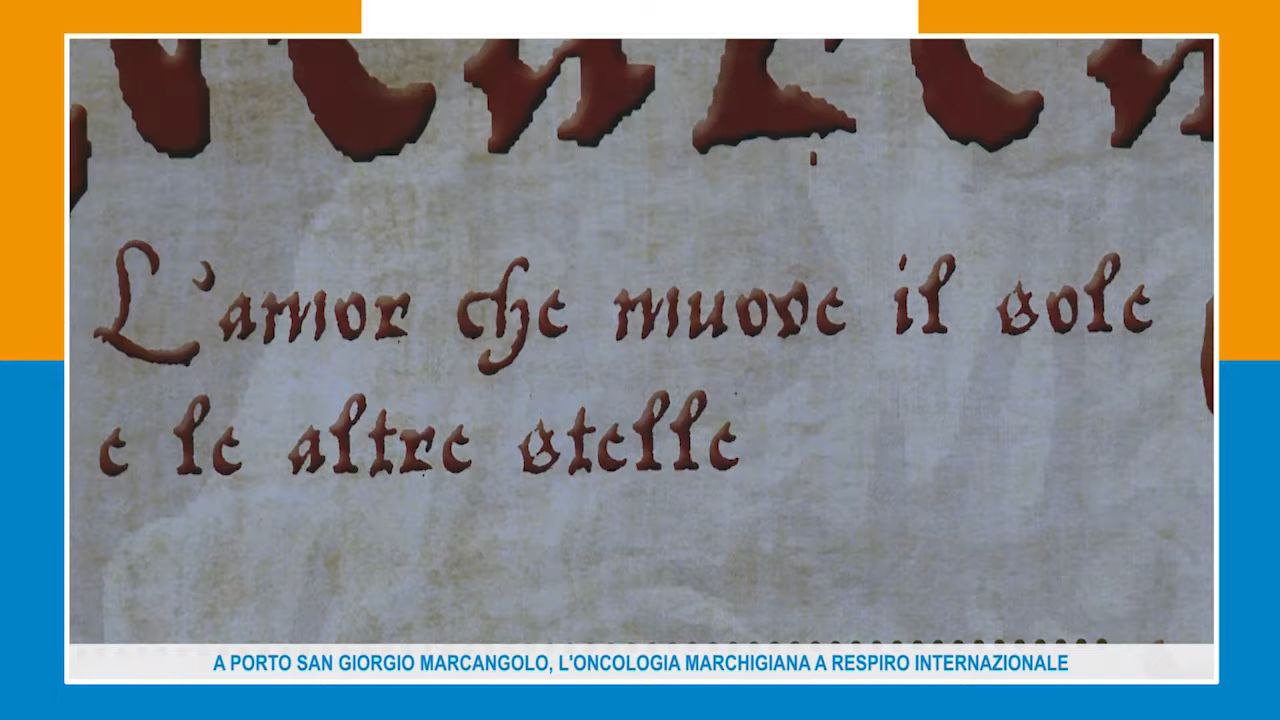 L'amor che muove il sole
e le altre stelle
A PORTO SAN GIORGIO MARCANGOLO, L'ONCOLOGIA MARCHIGIANA A RESPIRO INTERNAZIONALE